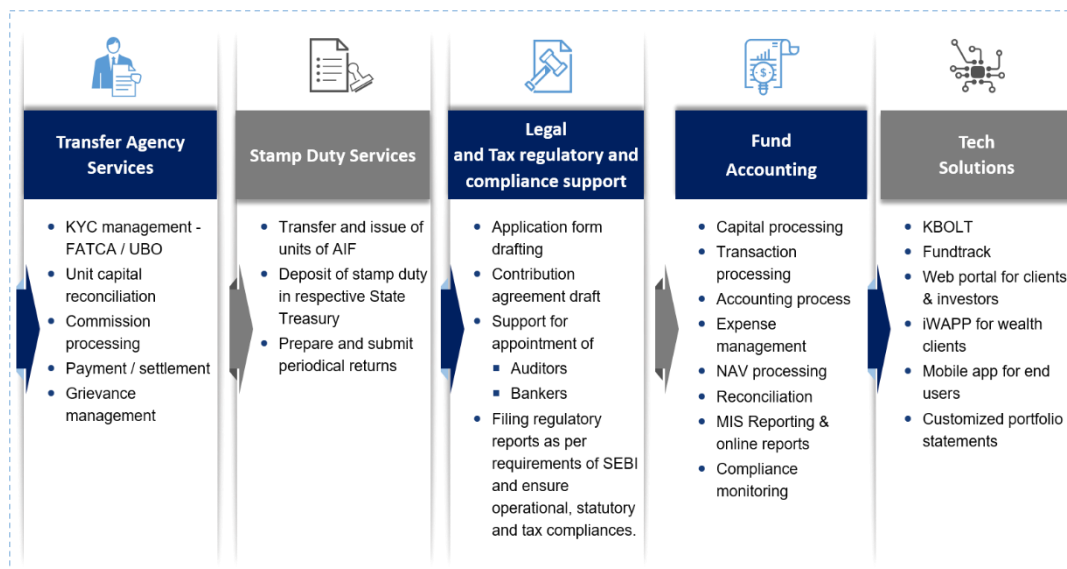 Transfer Agency
Services
• KYC management -
FATCA / UBO
• Unit capital
reconciliation
• Commission
processing
• Payment / settlement
• Grievance
management
Stamp Duty Services
• Transfer and issue of
units of AIF
• Deposit of stamp duty
in respective State
Treasury
• Prepare and submit
periodical returns
Legal
and Tax regulatory and
compliance support
• Application form
drafting
• Contribution
agreement draft
• Support for
appointment of
▪ Auditors
▪ Bankers
• Filing regulatory
reports as per
requirements of SEBI
and ensure
operational, statutory
and tax compliances.
Fund
Accounting
• Capital processing
• Transaction
processing
• Accounting process
• Expense
management
• NAV processing
• Reconciliation
• MIS Reporting &
online reports
• Compliance
monitoring
Tech
Solutions
• KBOLT
• Fundtrack
• Web portal for clients
& investors
• iWAPP for wealth
clients
• Mobile app for end
users
• Customized portfolio
statements